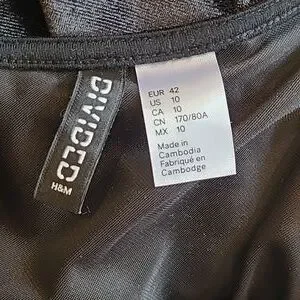 DIVIDED
H&M
EUR 42
US 10
CA 10
CN 170/80A
MX 10
Made in
Cambodia
Fabriqué en
Cambodge